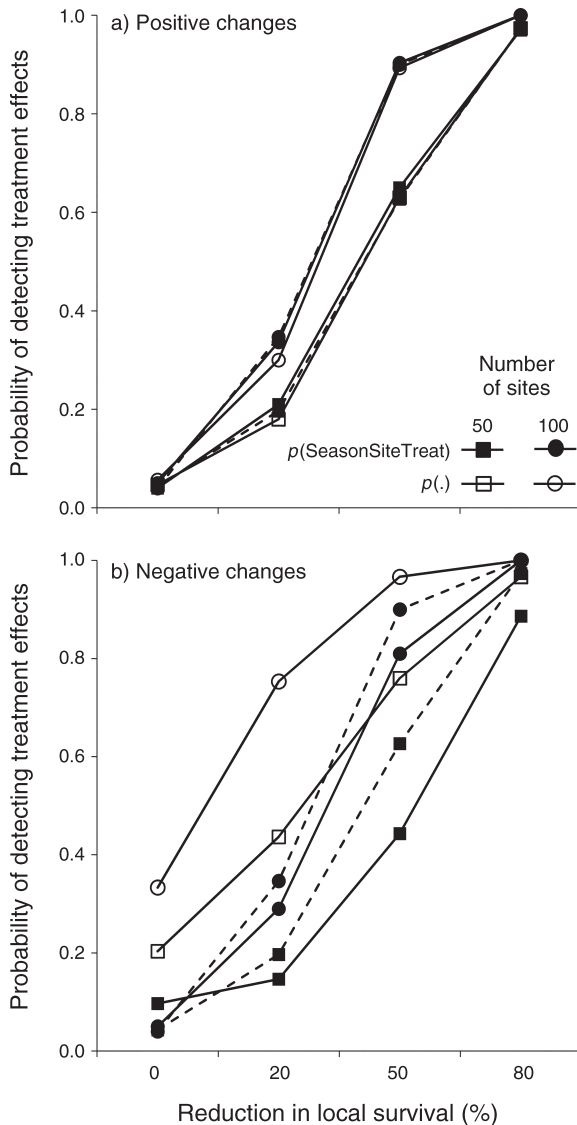 a) Positive changes
Probability of detecting treatment effects
1.0
0.8
0.6
0.4
0.2
0.0
Number
of sites
50 100
p(SeasonSiteTreat)
p(.)
b) Negative changes
Probability of detecting treatment effects
1.0
0.8
0.6
0.4
0.2
0.0
0 20 50 80
Reduction in local survival (%)